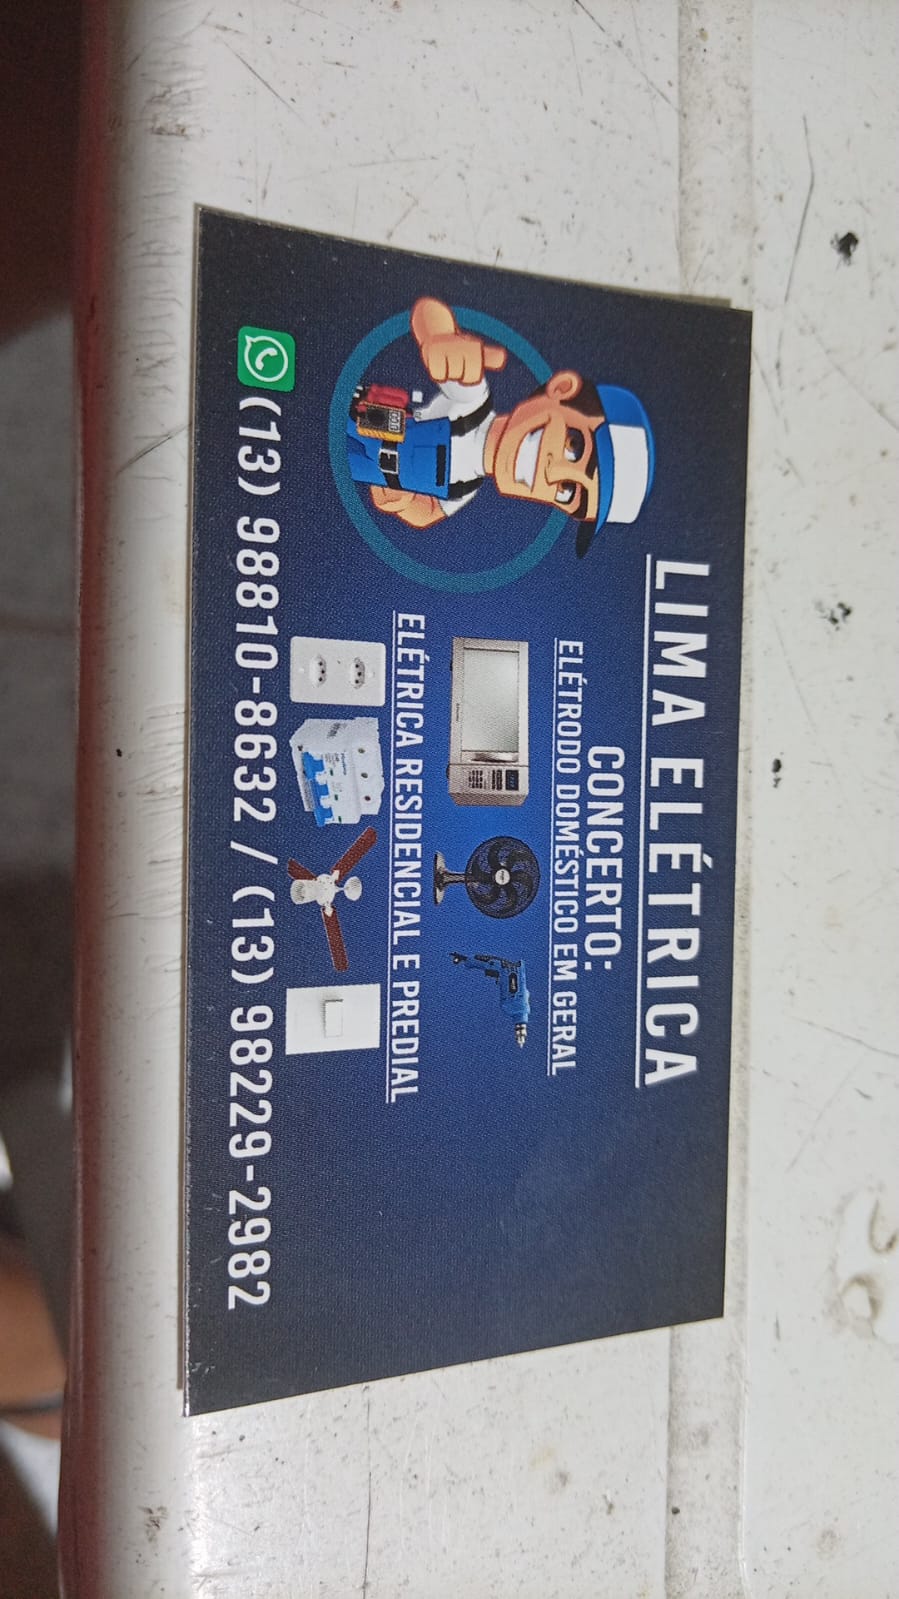 LIMA ELÉTRICA
CONCERTO:
ELÉTRODO DOMÉSTICO EM GERAL
ELÉTRICA RESIDENCIAL E PREDIAL
(13) 98810-8632 / (13) 98229-2982